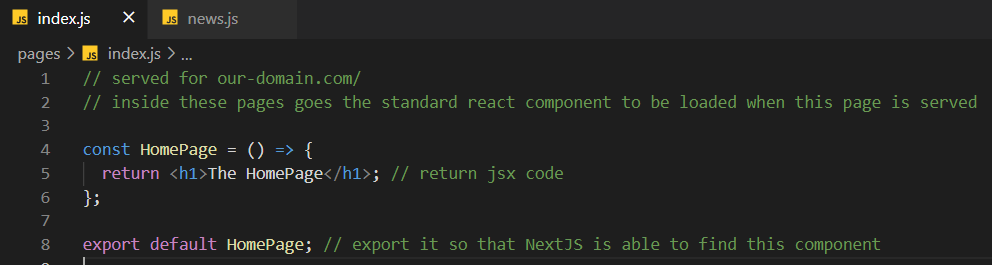 JS index.js × JS news.js
pages > JS index.js > ...
1 // served for our-domain.com/
2 // inside these pages goes the standard react component to be loaded when this page is served
3
4 const HomePage = () => {
5   return <h1>The HomePage</h1>; // return jsx code
6 };
7
8 export default HomePage; // export it so that NextJS is able to find this component